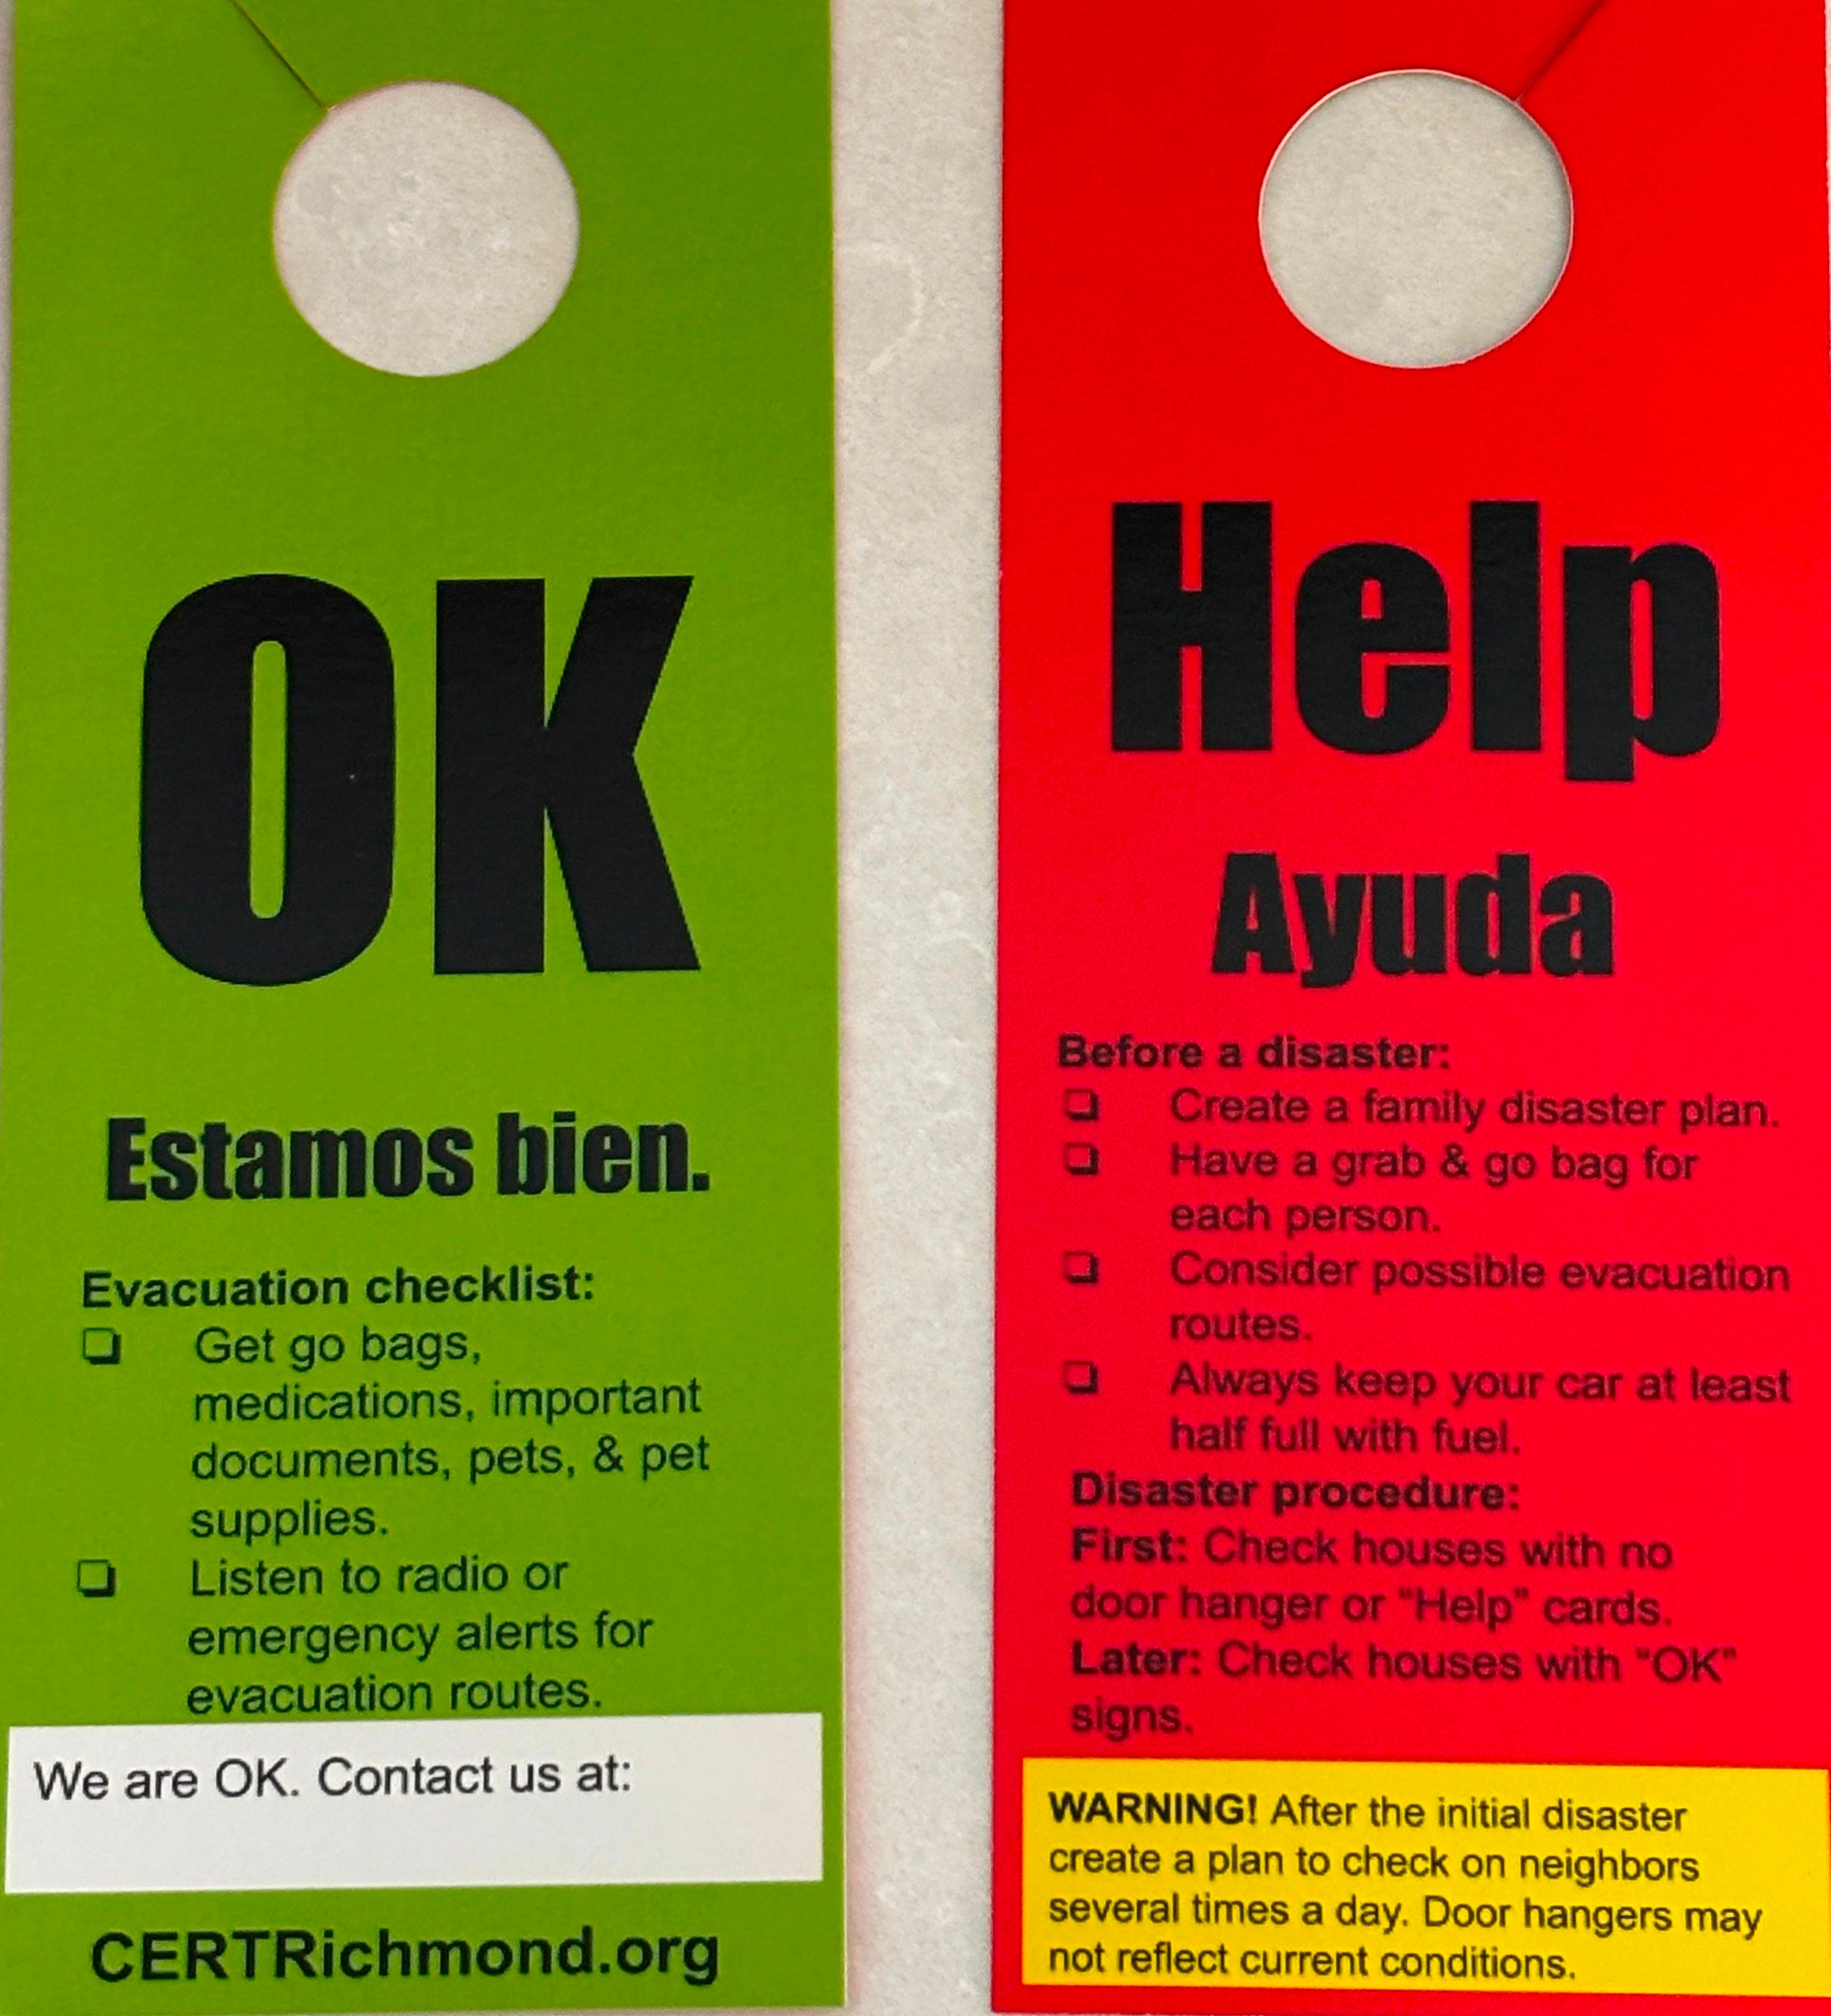 OK
Estamos bien.
Evacuation checklist:
❏ Get go bags,
medications, important
documents, pets, & pet
supplies.
❏ Listen to radio or
emergency alerts for
evacuation routes.
We are OK. Contact us at:
CERTRichmond.org
Help
Ayuda
Before a disaster:
❏ Create a family disaster plan.
❏ Have a grab & go bag for
each person.
❏ Consider possible evacuation
routes.
❏ Always keep your car at least
half full with fuel.
Disaster procedure:
First: Check houses with no
door hanger or "Help" cards.
Later: Check houses with "OK"
signs.
WARNING! After the initial disaster
create a plan to check on neighbors
several times a day. Door hangers may
not reflect current conditions.